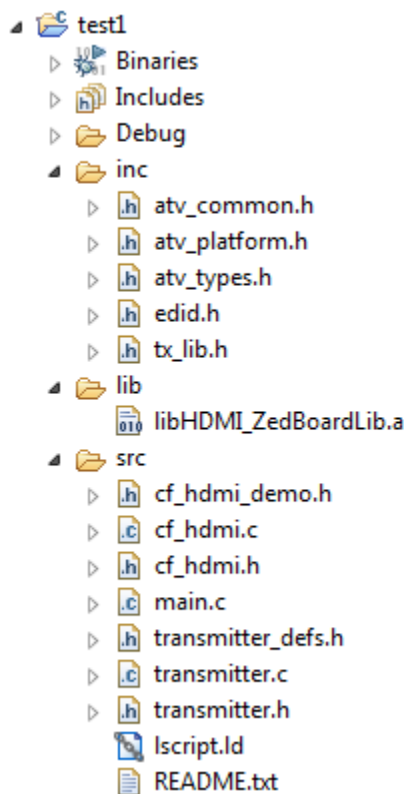 test1
Binaries
Includes
Debug
inc
atv_common.h
atv_platform.h
atv_types.h
edid.h
tx_lib.h
lib
libHDMI_ZedBoardLib.a
src
cf_hdmi_demo.h
cf_hdmi.c
cf_hdmi.h
main.c
transmitter_defs.h
transmitter.c
transmitter.h
lscript.ld
README.txt